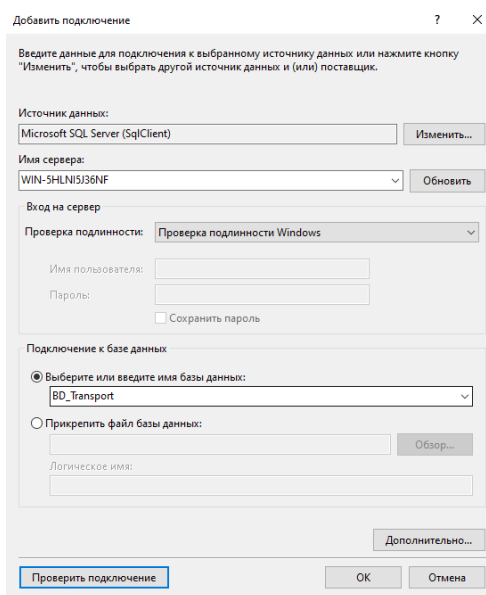 Добавить подключение
Введите данные для подключения к выбранному источнику данных или нажмите кнопку
"Изменить", чтобы выбрать другой источник данных и (или) поставщик.
Источник данных:
Microsoft SQL Server (SqlClient)
Изменить...
Имя сервера:
WIN-5HLNI5J36NF
Обновить
Вход на сервер
Проверка подлинности:
Проверка подлинности Windows
Имя пользователя:
Пароль:
Сохранить пароль
Подключение к базе данных
Выберите или введите имя базы данных:
BD_Transport
Прикрепить файл базы данных:
Обзор...
Логическое имя:
Дополнительно...
Проверить подключение
OK
Отмена